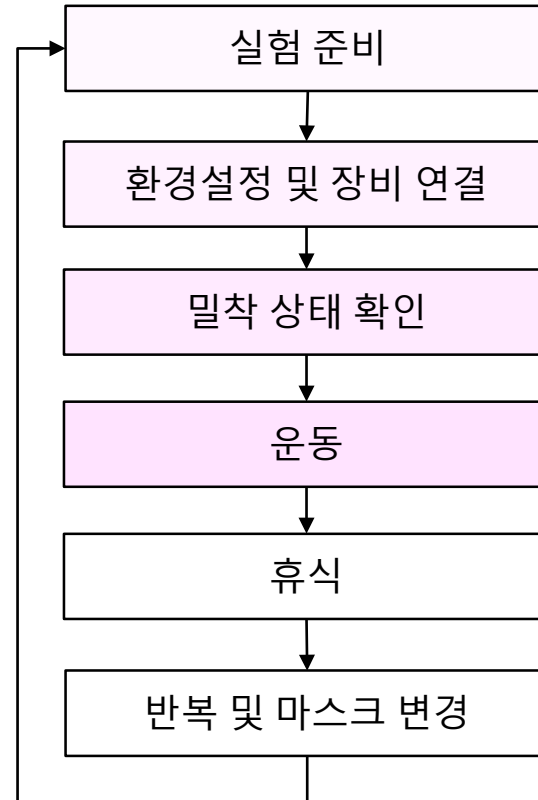 실험 준비
환경설정 및 장비 연결
밀착 상태 확인
운동
휴식
반복 및 마스크 변경